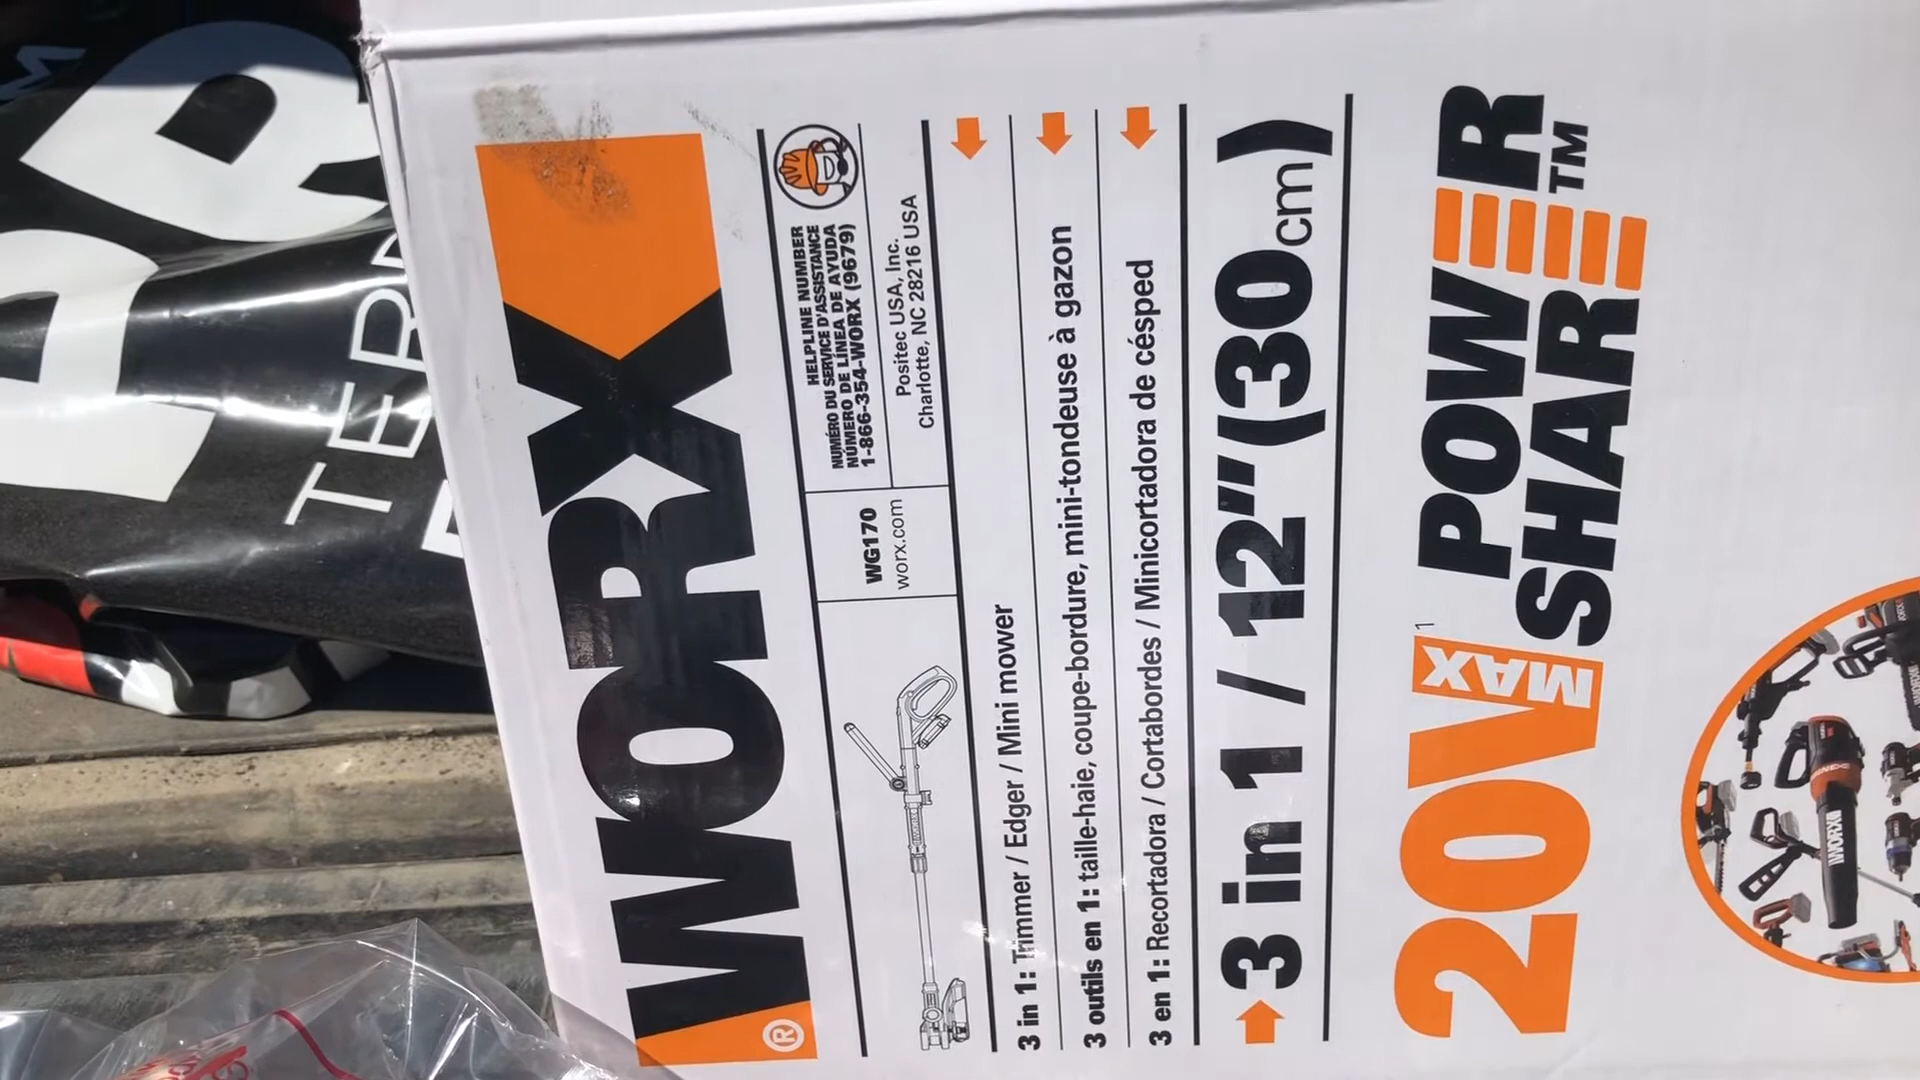 WORX®
WG170
worx.com
HELPLINE NUMBER
NUMÉRO DU SERVICE D'ASSISTANCE
NÚMERO DE LÍNEA DE AYUDA
1-866-354-WORX (9679)
Positec USA, Inc.
Charlotte, NC 28216 USA
3 in 1: Trimmer / Edger / Mini mower
3 outils en 1: taille-haie, coupe-bordure, mini-tondeuse à gazon
3 en 1: Recortadora / Cortabordes / Minicortadora de césped
3 in 1 / 12" (30cm)
20V MAX 1
POWER
SHARE™
WORX